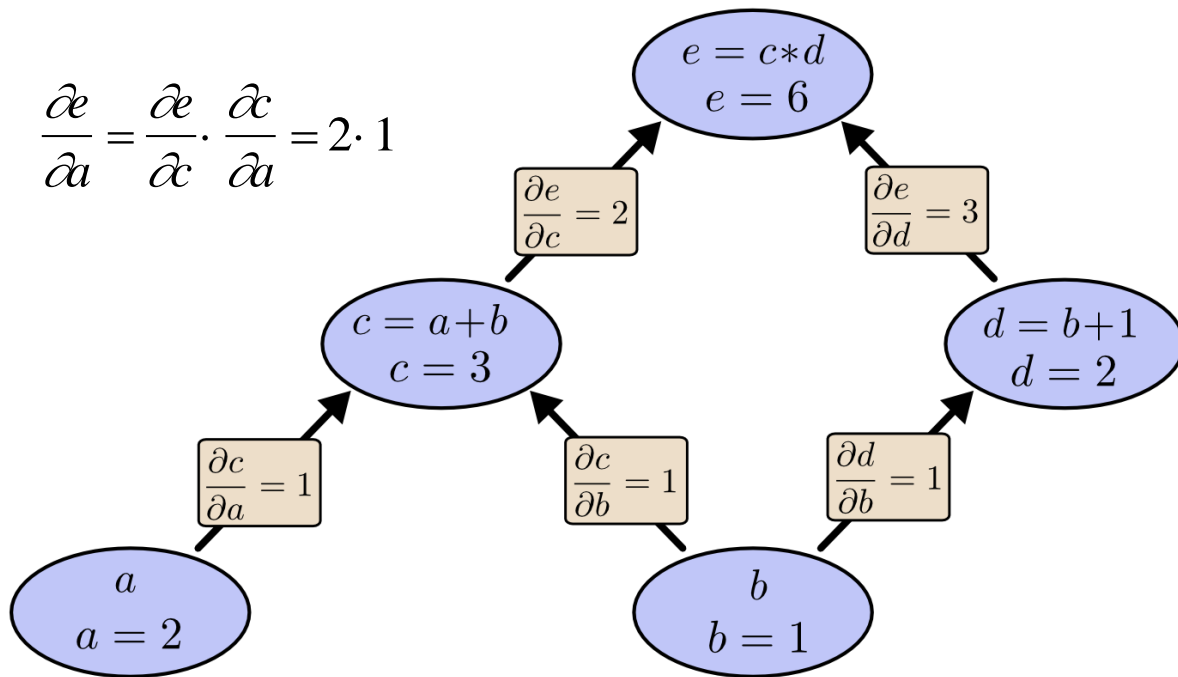 e = c*d
e = 6
∂e/∂a = ∂e/∂c · ∂c/∂a = 2·1
∂e/∂c = 2
∂e/∂d = 3
c = a+b
c = 3
d = b+1
d = 2
∂c/∂a = 1
∂c/∂b = 1
∂d/∂b = 1
a
a = 2
b
b = 1